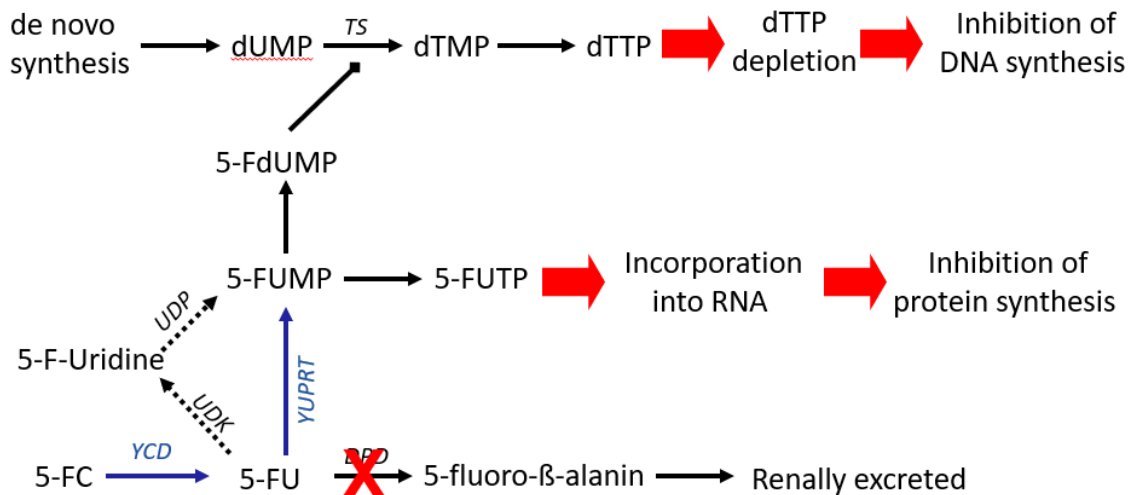 de novo
synthesis
dUMP
TS
dTMP
dTTP
dTTP
depletion
Inhibition of
DNA synthesis
5-FdUMP
5-FUMP
5-FUTP
Incorporation
into RNA
Inhibition of
protein synthesis
UDP
5-F-Uridine
UDK
YUPRT
5-FC
YCD
5-FU
DPD
X
5-fluoro-ß-alanin
Renally excreted